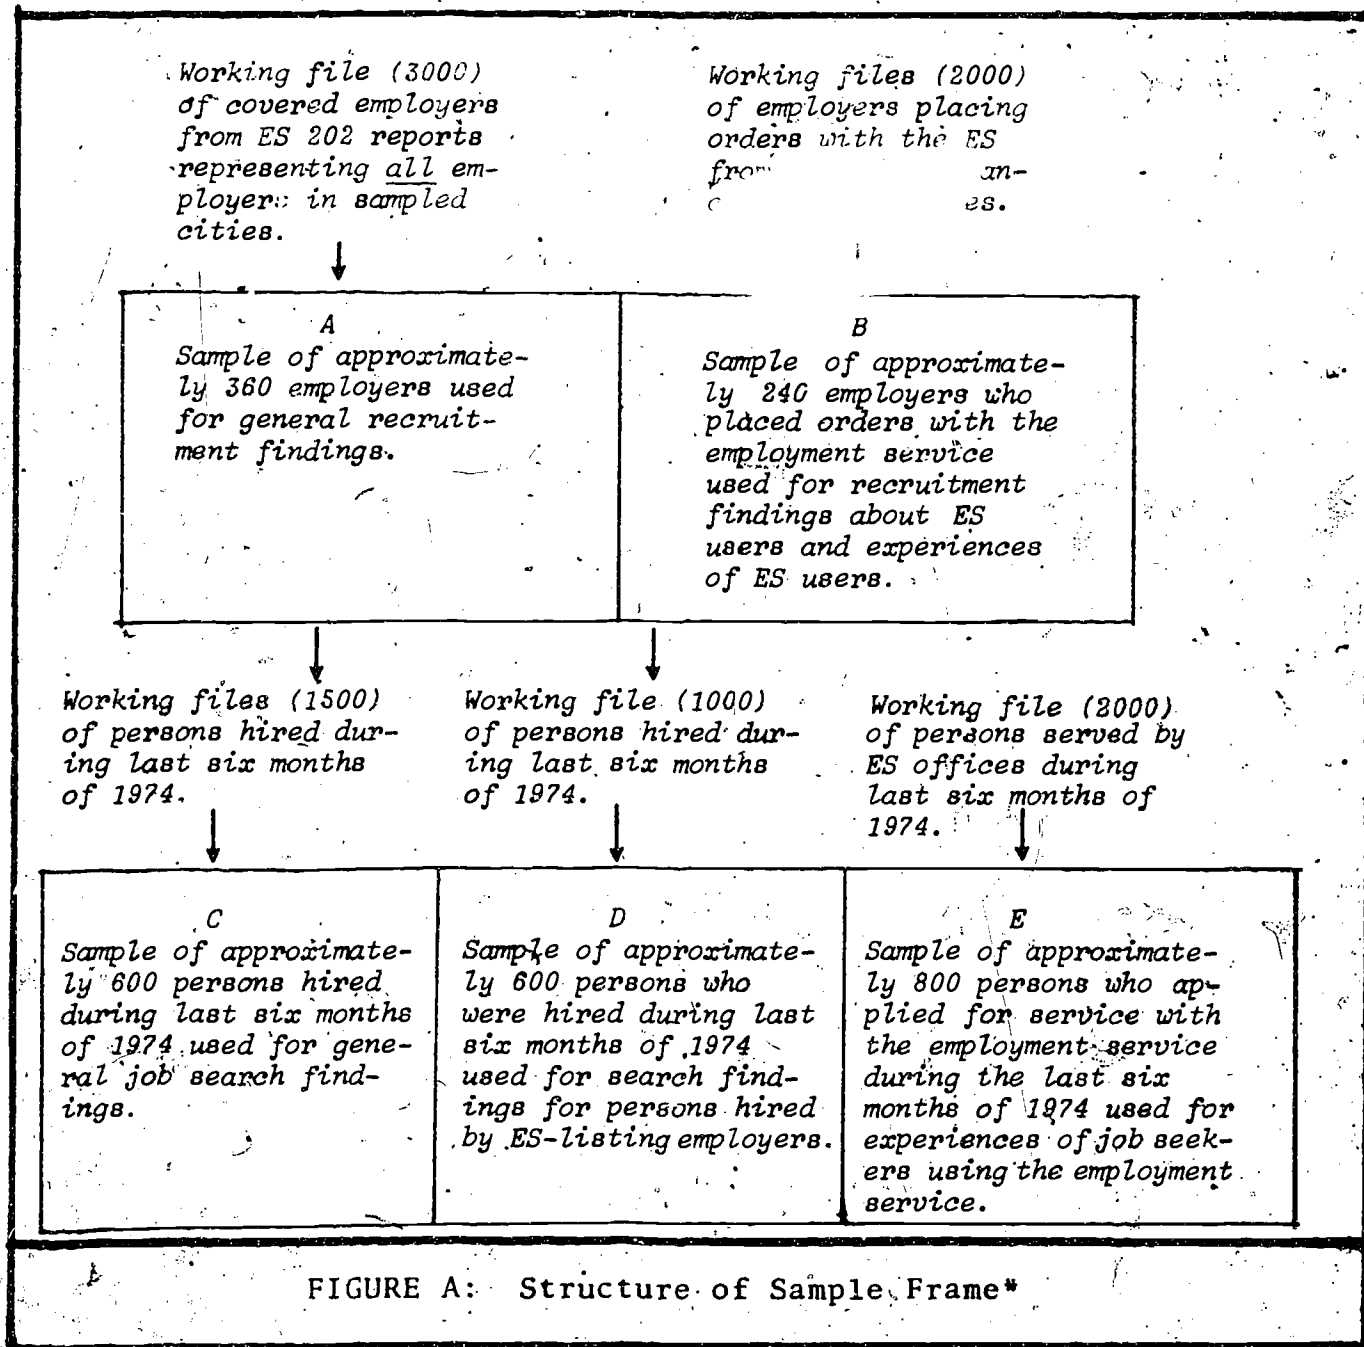 Working file (3000)
of covered employers
from ES 202 reports
representing all em-
ployers in sampled
cities.
Working files (2000)
of employers placing
orders with the ES
from an-
es.
A
Sample of approximate-
ly 360 employers used
for general recruit-
ment findings.
B
Sample of approximate-
ly 240 employers who
placed orders with the
employment service
used for recruitment
findings about ES
users and experiences
of ES users.
Working files (1500)
of persons hired dur-
ing last six months
of 1974.
Working file (1000)
of persons hired dur-
ing last six months
of 1974.
Working file (2000)
of persons served by
ES offices during
last six months of
1974.
C
Sample of approximate-
ly 600 persons hired
during last six months
of 1974 used for gene-
ral job search find-
ings.
D
Sample of approximate-
ly 600 persons who
were hired during last
six months of 1974
used for search find-
ings for persons hired
by ES-listing employers.
E
Sample of approximate-
ly 800 persons who ap-
plied for service with
the employment service
during the last six
months of 1974 used for
experiences of job seek-
ers using the employment
service.
FIGURE A: Structure of Sample Frame*